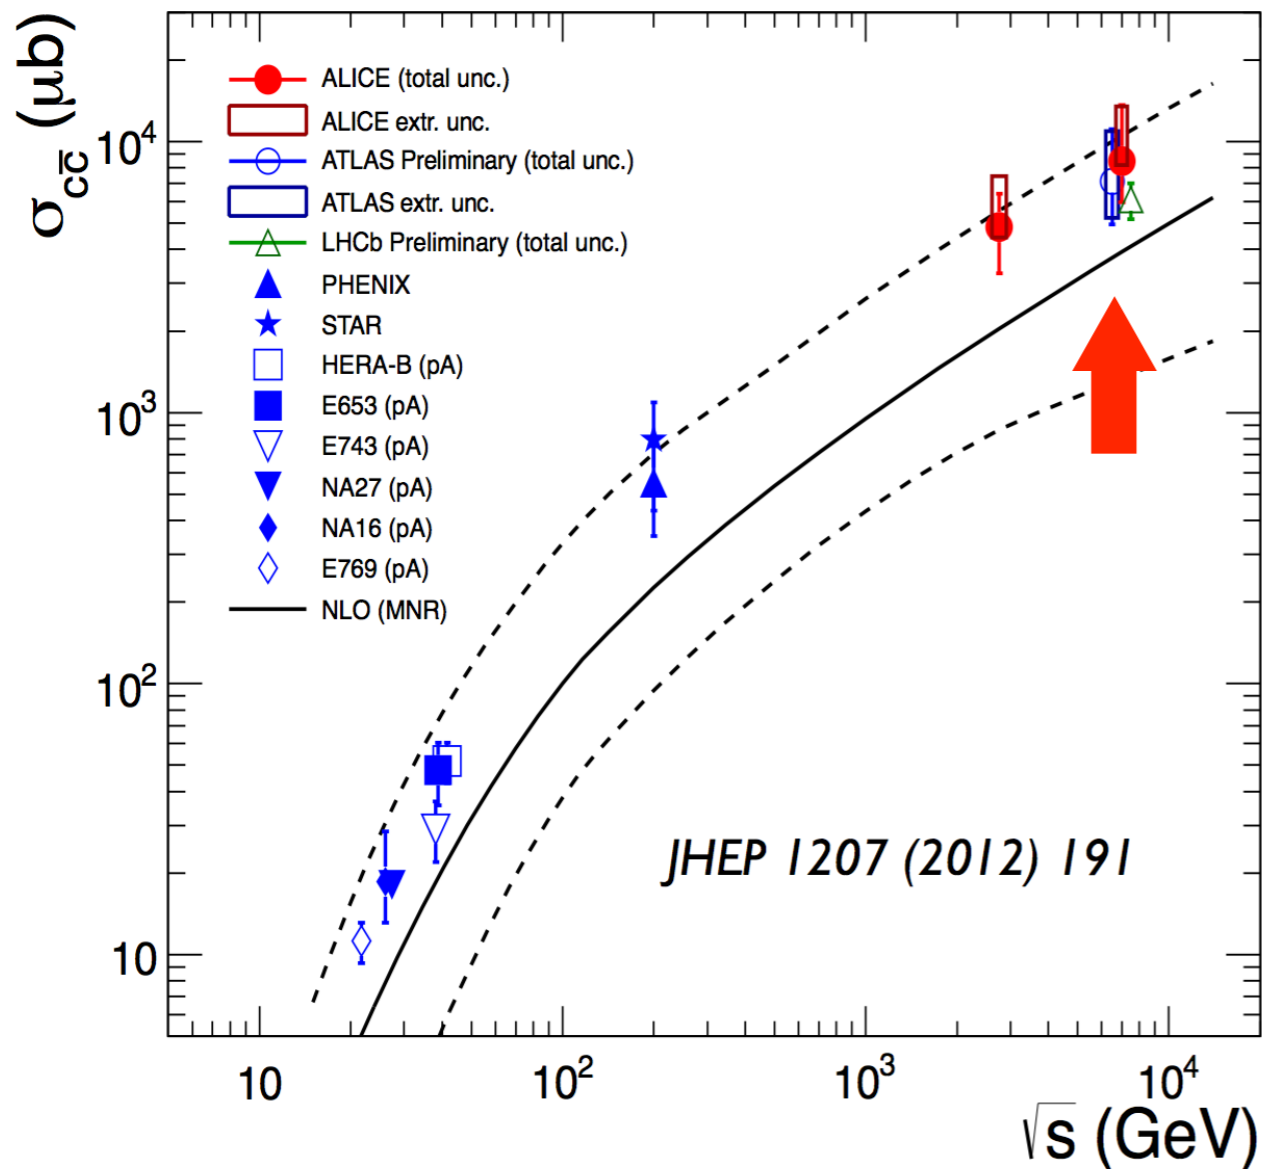 σcc̅ (μb)
10⁴
10³
10²
10
ALICE (total unc.)
ALICE extr. unc.
ATLAS Preliminary (total unc.)
ATLAS extr. unc.
LHCb Preliminary (total unc.)
PHENIX
STAR
HERA-B (pA)
E653 (pA)
E743 (pA)
NA27 (pA)
NA16 (pA)
E769 (pA)
NLO (MNR)
JHEP 1207 (2012) 191
10 10² 10³ 10⁴
√s (GeV)